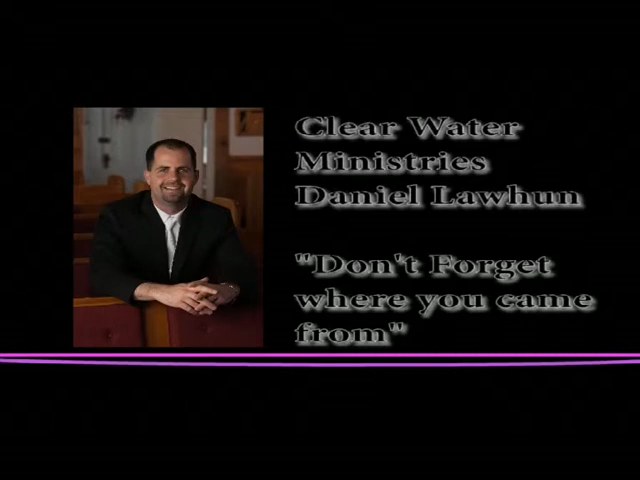 Clear Water
Ministries
Daniel Lawhun
"Don't Forget
where you came
from"